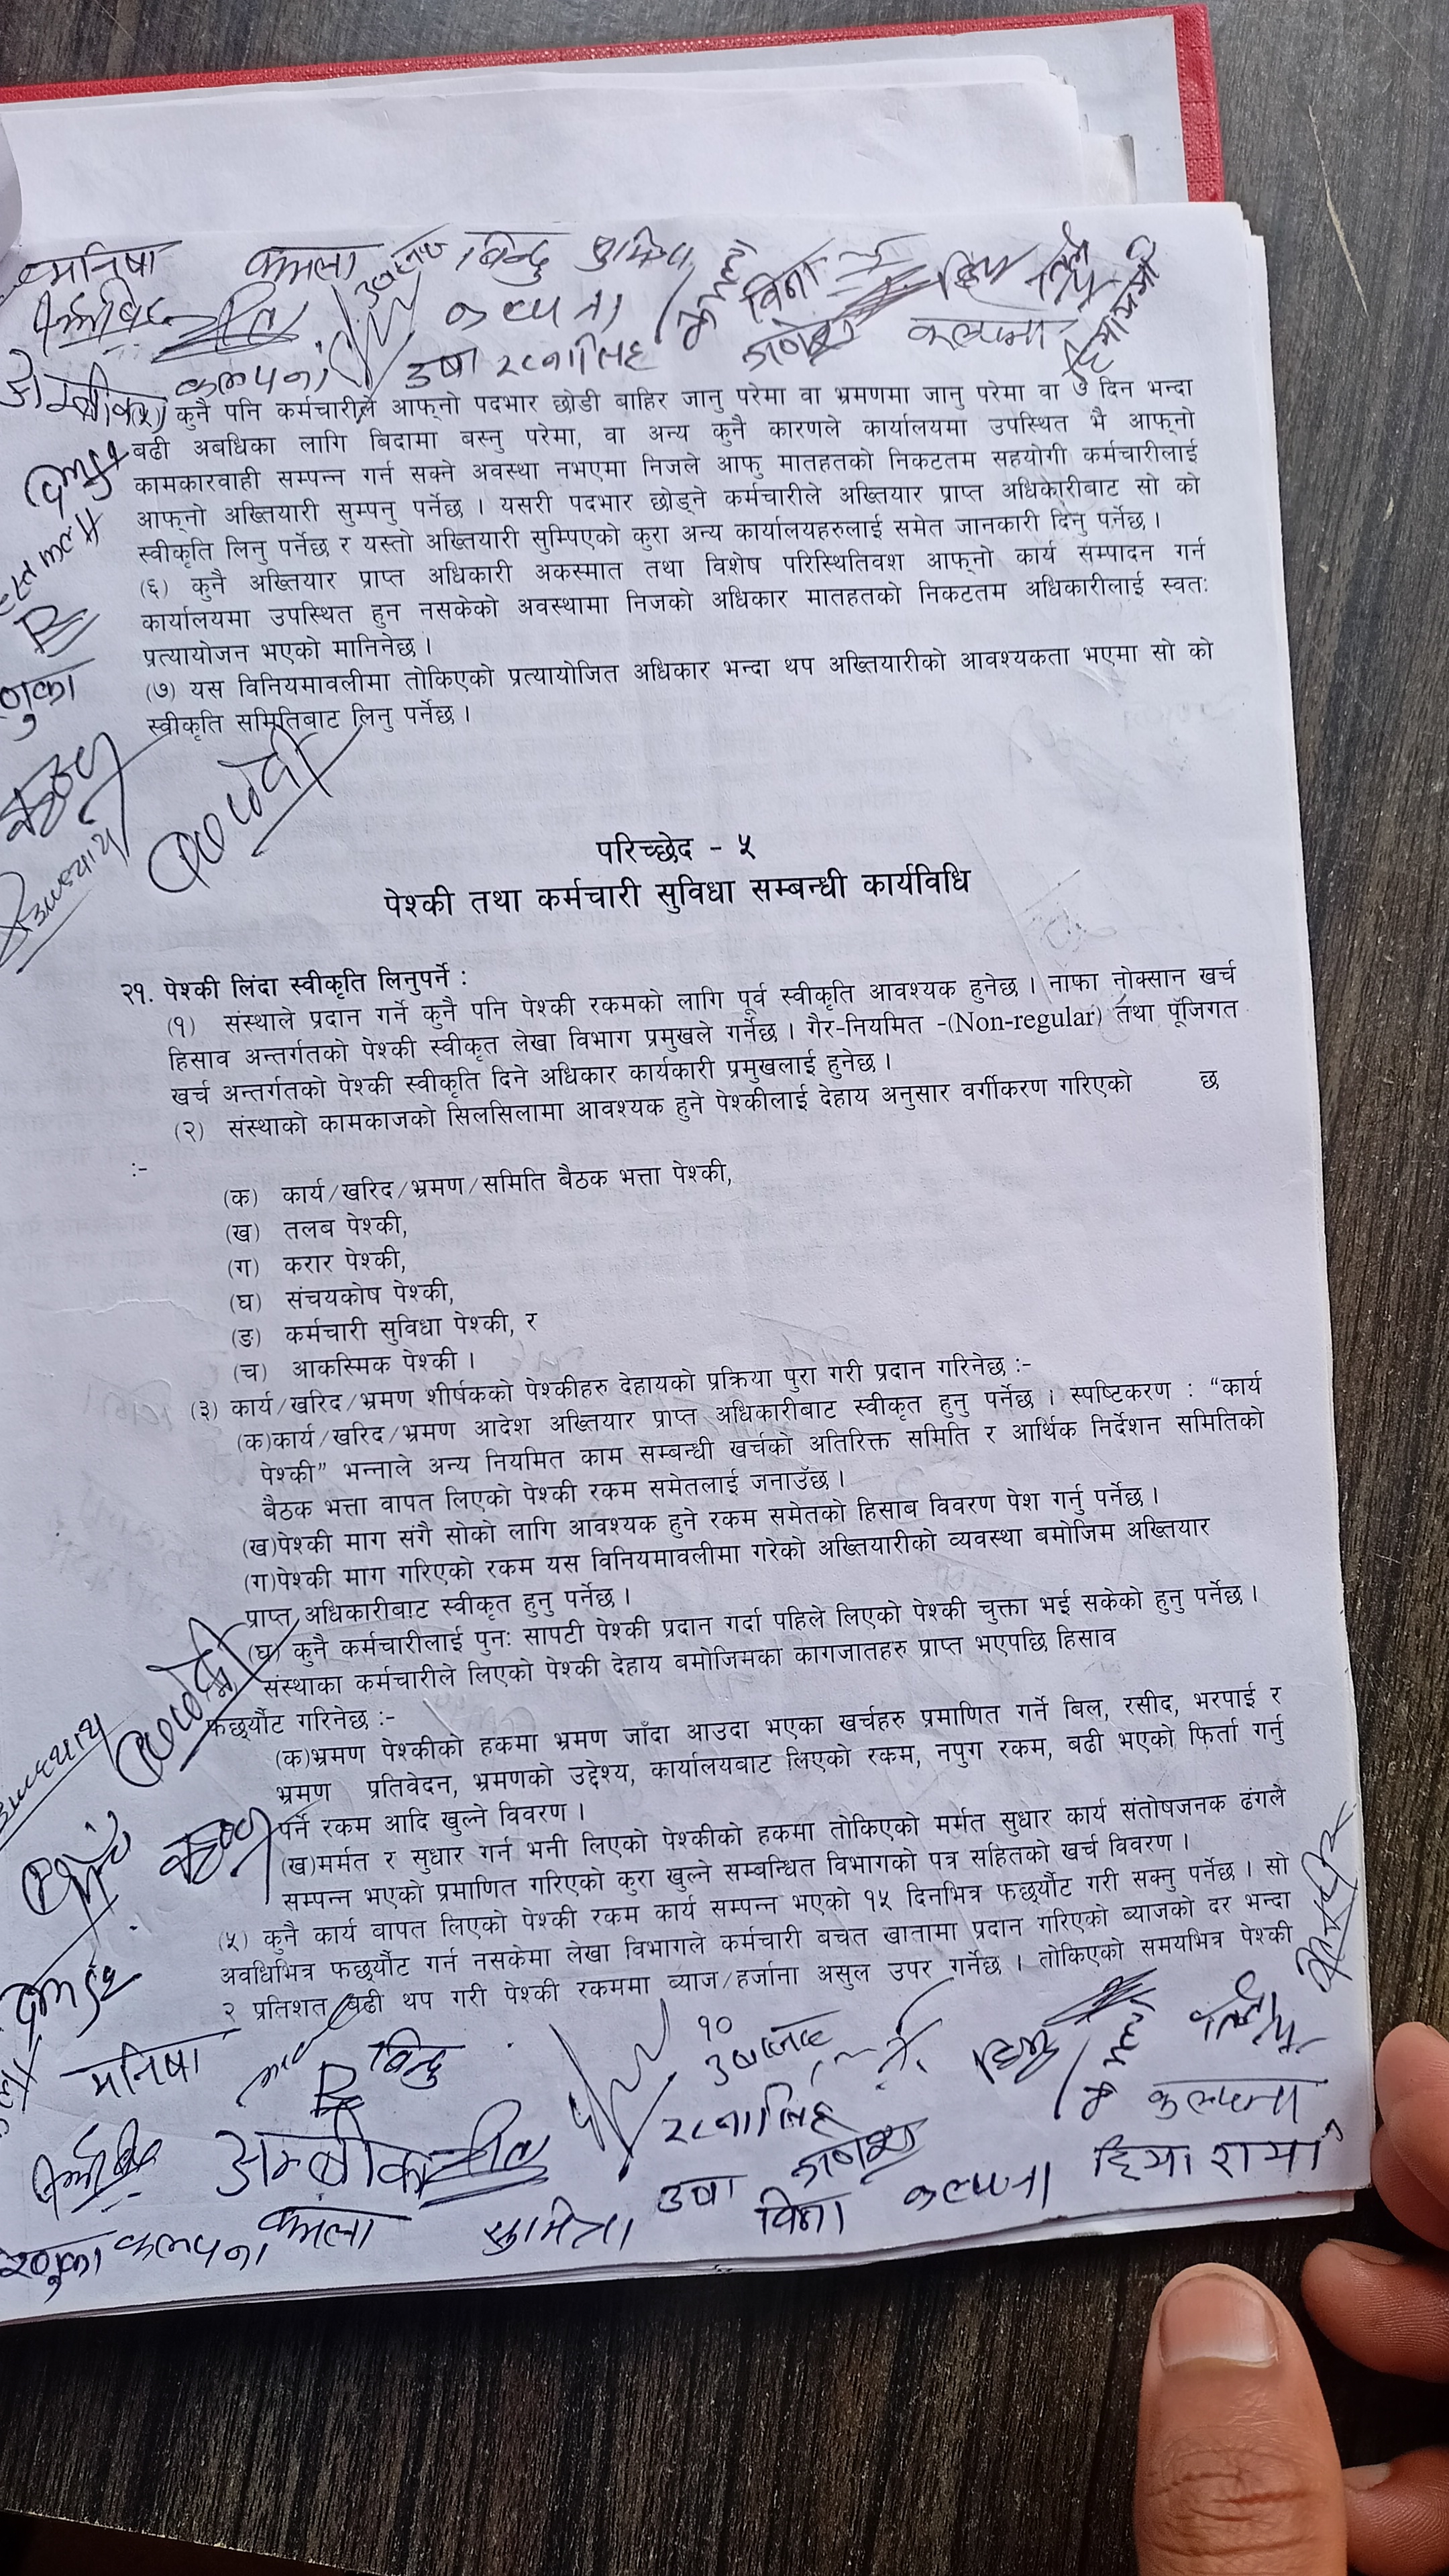 मनिषा कमला बिन्दु
कल्पना विना
कल्पना उषा रत्नासिंह गणेश कल्पना
कुनै पनि कर्मचारीले आफ्नो पदभार छोडी बाहिर जानु परेमा वा भ्रमणमा जानु परेमा वा ७ दिन भन्दा
बढी अबधिका लागि बिदामा बस्नु परेमा, वा अन्य कुनै कारणले कार्यालयमा उपस्थित भै आफ्नो
कामकारवाही सम्पन्न गर्न सक्ने अवस्था नभएमा निजले आफु मातहतको निकटतम सहयोगी कर्मचारीलाई
आफ्नो अख्तियारी सुम्पनु पर्नेछ । यसरी पदभार छोड्ने कर्मचारीले अख्तियार प्राप्त अधिकारीबाट सो को
स्वीकृति लिनु पर्नेछ र यस्तो अख्तियारी सुम्पिएको कुरा अन्य कार्यालयहरुलाई समेत जानकारी दिनु पर्नेछ ।
(६) कुनै अख्तियार प्राप्त अधिकारी अकस्मात तथा विशेष परिस्थितिवश आफ्नो कार्य सम्पादन गर्न
कार्यालयमा उपस्थित हुन नसकेको अवस्थामा निजको अधिकार मातहतको निकटतम अधिकारीलाई स्वतः
प्रत्यायोजन भएको मानिनेछ ।
(७) यस विनियमावलीमा तोकिएको प्रत्यायोजित अधिकार भन्दा थप अख्तियारीको आवश्यकता भएमा सो को
स्वीकृति समितिबाट लिनु पर्नेछ ।
परिच्छेद - ५
पेश्की तथा कर्मचारी सुविधा सम्बन्धी कार्यविधि
२१. पेश्की लिंदा स्वीकृति लिनुपर्ने :
(१) संस्थाले प्रदान गर्ने कुनै पनि पेश्की रकमको लागि पूर्व स्वीकृति आवश्यक हुनेछ । नाफा नोक्सान खर्च
हिसाव अन्तर्गतको पेश्की स्वीकृत लेखा विभाग प्रमुखले गर्नेछ । गैर-नियमित -(Non-regular) तथा पूँजिगत
खर्च अन्तर्गतको पेश्की स्वीकृति दिने अधिकार कार्यकारी प्रमुखलाई हुनेछ ।
(२) संस्थाको कामकाजको सिलसिलामा आवश्यक हुने पेश्कीलाई देहाय अनुसार वर्गीकरण गरिएको छ
:-
(क) कार्य/खरिद/भ्रमण/समिति बैठक भत्ता पेश्की,
(ख) तलब पेश्की,
(ग) करार पेश्की,
(घ) संचयकोष पेश्की,
(ङ) कर्मचारी सुविधा पेश्की, र
(च) आकस्मिक पेश्की ।
(३) कार्य/खरिद/भ्रमण शीर्षकको पेश्कीहरु देहायको प्रक्रिया पुरा गरी प्रदान गरिनेछ :-
(क)कार्य/खरिद/भ्रमण आदेश अख्तियार प्राप्त अधिकारीबाट स्वीकृत हुनु पर्नेछ । स्पष्टिकरण : “कार्य
पेश्की” भन्नाले अन्य नियमित काम सम्बन्धी खर्चको अतिरिक्त समिति र आर्थिक निर्देशन समितिको
बैठक भत्ता वापत लिएको पेश्की रकम समेतलाई जनाउँछ ।
(ख)पेश्की माग संगै सोको लागि आवश्यक हुने रकम समेतको हिसाब विवरण पेश गर्नु पर्नेछ ।
(ग)पेश्की माग गरिएको रकम यस विनियमावलीमा गरेको अख्तियारीको व्यवस्था बमोजिम अख्तियार
प्राप्त अधिकारीबाट स्वीकृत हुनु पर्नेछ ।
(घ) कुनै कर्मचारीलाई पुनः सापटी पेश्की प्रदान गर्दा पहिले लिएको पेश्की चुक्ता भई सकेको हुनु पर्नेछ ।
संस्थाका कर्मचारीले लिएको पेश्की देहाय बमोजिमका कागजातहरु प्राप्त भएपछि हिसाव
फछ्र्यौट गरिनेछ :-
(क)भ्रमण पेश्कीको हकमा भ्रमण जाँदा आउदा भएका खर्चहरु प्रमाणित गर्ने बिल, रसीद, भरपाई र
भ्रमण प्रतिवेदन, भ्रमणको उद्देश्य, कार्यालयबाट लिएको रकम, नपुग रकम, बढी भएको फिर्ता गर्नु
पर्ने रकम आदि खुल्ने विवरण ।
(ख)मर्मत र सुधार गर्न भनी लिएको पेश्कीको हकमा तोकिएको मर्मत सुधार कार्य संतोषजनक ढंगले
सम्पन्न भएको प्रमाणित गरिएको कुरा खुल्ने सम्बन्धित विभागको पत्र सहितको खर्च विवरण ।
(५) कुनै कार्य वापत लिएको पेश्की रकम कार्य सम्पन्न भएको १५ दिनभित्र फछ्र्यौट गरी सक्नु पर्नेछ । सो
अवधिभित्र फछ्र्यौट गर्न नसकेमा लेखा विभागले कर्मचारी बचत खातामा प्रदान गरिएको ब्याजको दर भन्दा
२ प्रतिशत बढी थप गरी पेश्की रकममा ब्याज/हर्जाना असुल उपर गर्नेछ । तोकिएको समयभित्र पेश्की
१०
मनिषा बिन्दु
रत्नासिंह कल्पना
उषा गणेश
कल्पना कमला सुमित्रा विना कल्पना